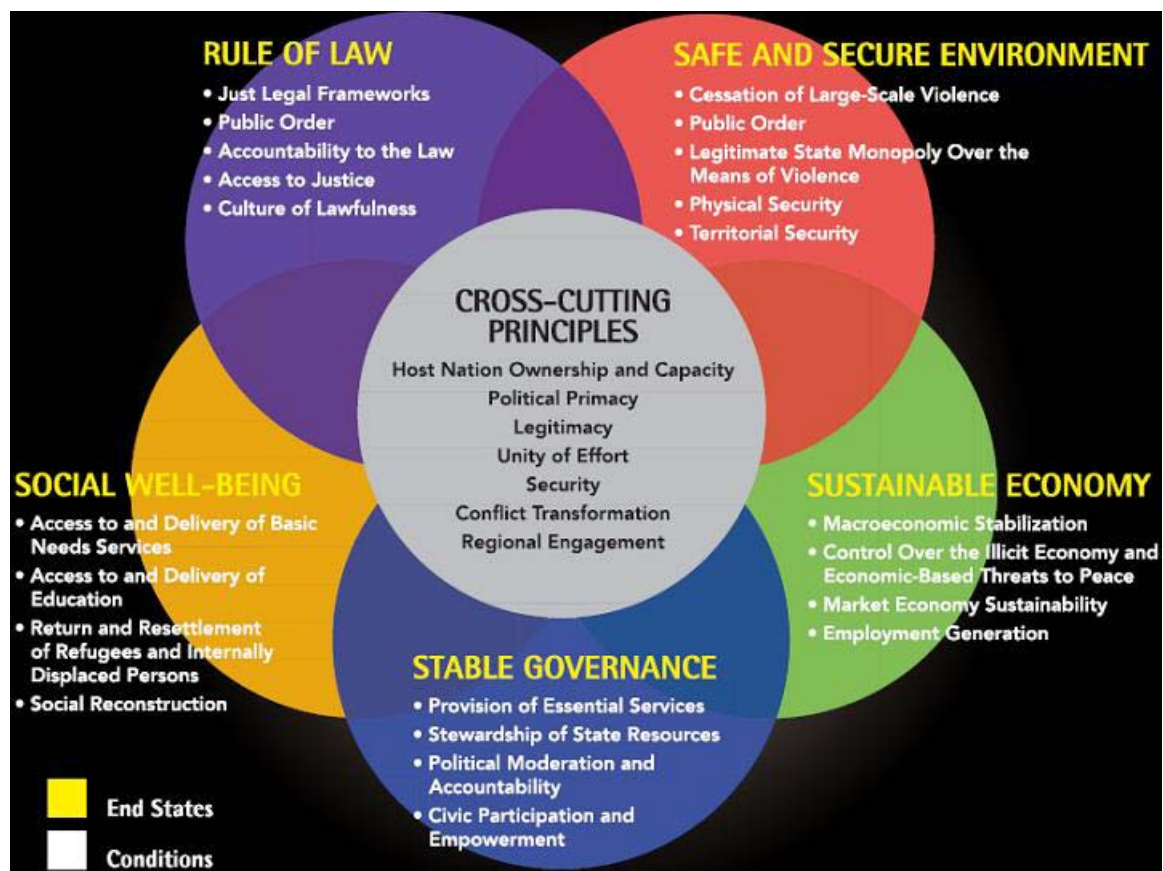 RULE OF LAW
• Just Legal Frameworks
• Public Order
• Accountability to the Law
• Access to Justice
• Culture of Lawfulness
SAFE AND SECURE ENVIRONMENT
• Cessation of Large-Scale Violence
• Public Order
• Legitimate State Monopoly Over the
Means of Violence
• Physical Security
• Territorial Security
CROSS-CUTTING
PRINCIPLES
Host Nation Ownership and Capacity
Political Primacy
Legitimacy
Unity of Effort
Security
Conflict Transformation
Regional Engagement
SOCIAL WELL-BEING
• Access to and Delivery of Basic
Needs Services
• Access to and Delivery of
Education
• Return and Resettlement
of Refugees and Internally
Displaced Persons
• Social Reconstruction
SUSTAINABLE ECONOMY
• Macroeconomic Stabilization
• Control Over the Illicit Economy and
Economic-Based Threats to Peace
• Market Economy Sustainability
• Employment Generation
STABLE GOVERNANCE
• Provision of Essential Services
• Stewardship of State Resources
• Political Moderation and
Accountability
• Civic Participation and
Empowerment
End States
Conditions